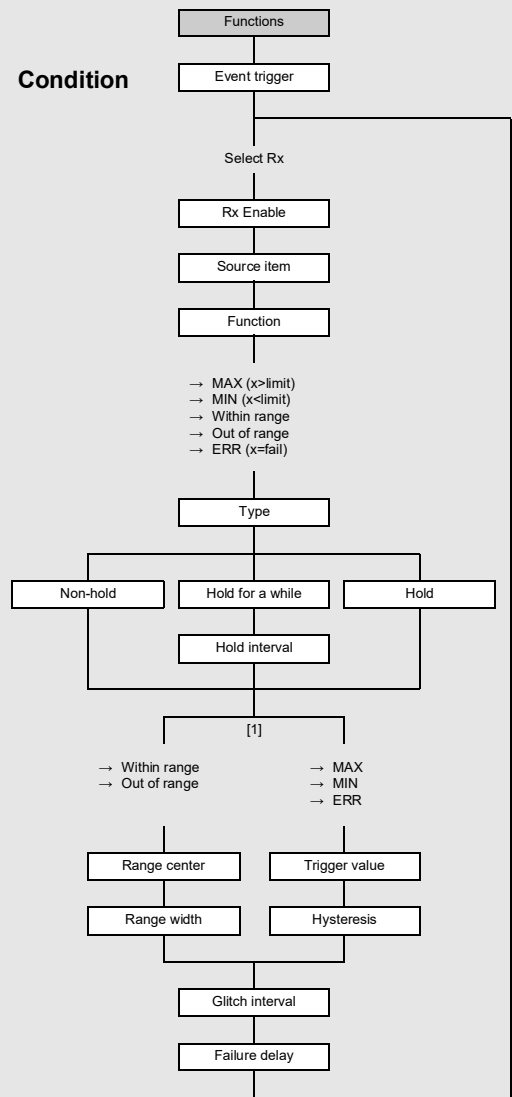 Functions
Condition
Event trigger
Select Rx
Rx Enable
Source item
Function
→ MAX (x>limit)
→ MIN (x<limit)
→ Within range
→ Out of range
→ ERR (x=fail)
Type
Non-hold
Hold for a while
Hold
Hold interval
[1]
→ Within range
→ Out of range
→ MAX
→ MIN
→ ERR
Range center
Trigger value
Range width
Hysteresis
Glitch interval
Failure delay